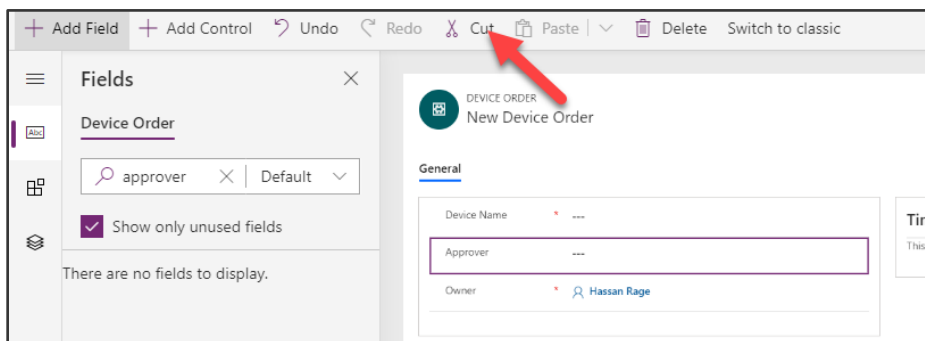 Add Field Add Control Undo Redo Cut Paste Delete Switch to classic
Fields
Device Order
approver Default
Show only unused fields
There are no fields to display.
Abc
DEVICE ORDER
New Device Order
General
Device Name * ---
Approver ---
Owner * Hassan Rage
This